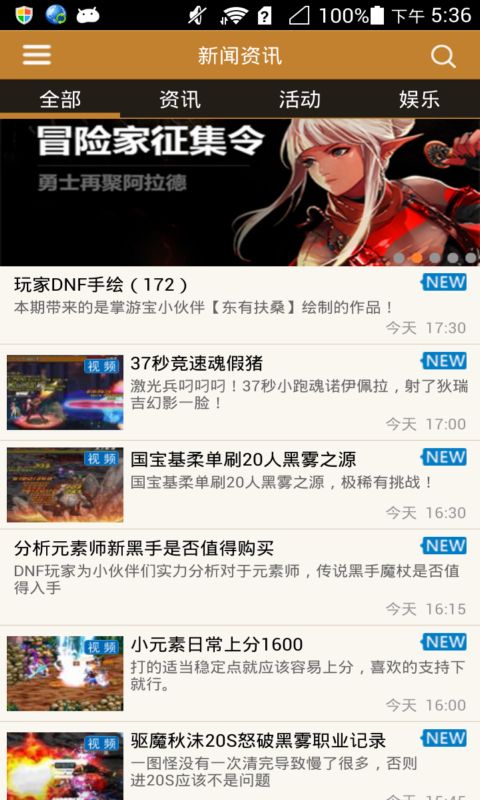 100% 下午 5:36
新闻资讯
全部 资讯 活动 娱乐
冒险家征集令
勇士再聚阿拉德
玩家DNF手绘（172） NEW
本期带来的是掌游宝小伙伴【东有扶桑】绘制的作品！
今天 17:30
视频 37秒竞速魂假猪 NEW
激光兵叼叼叼！37秒小跑魂诺伊佩拉，射了狄瑞
吉幻影一脸！
今天 17:00
视频 国宝基柔单刷20人黑雾之源 NEW
国宝基柔单刷20人黑雾之源，极稀有挑战！
今天 16:30
分析元素师新黑手是否值得购买 NEW
DNF玩家为小伙伴们实力分析对于元素师，传说黑手魔杖是否值
得入手
今天 16:15
视频 小元素日常上分1600 NEW
打的适当稳定点就应该容易上分，喜欢的支持下
就行。
今天 16:00
视频 驱魔秋沫20S怒破黑雾职业记录 NEW
一图怪没有一次清完导致慢了很多，否则
进20S应该不是问题